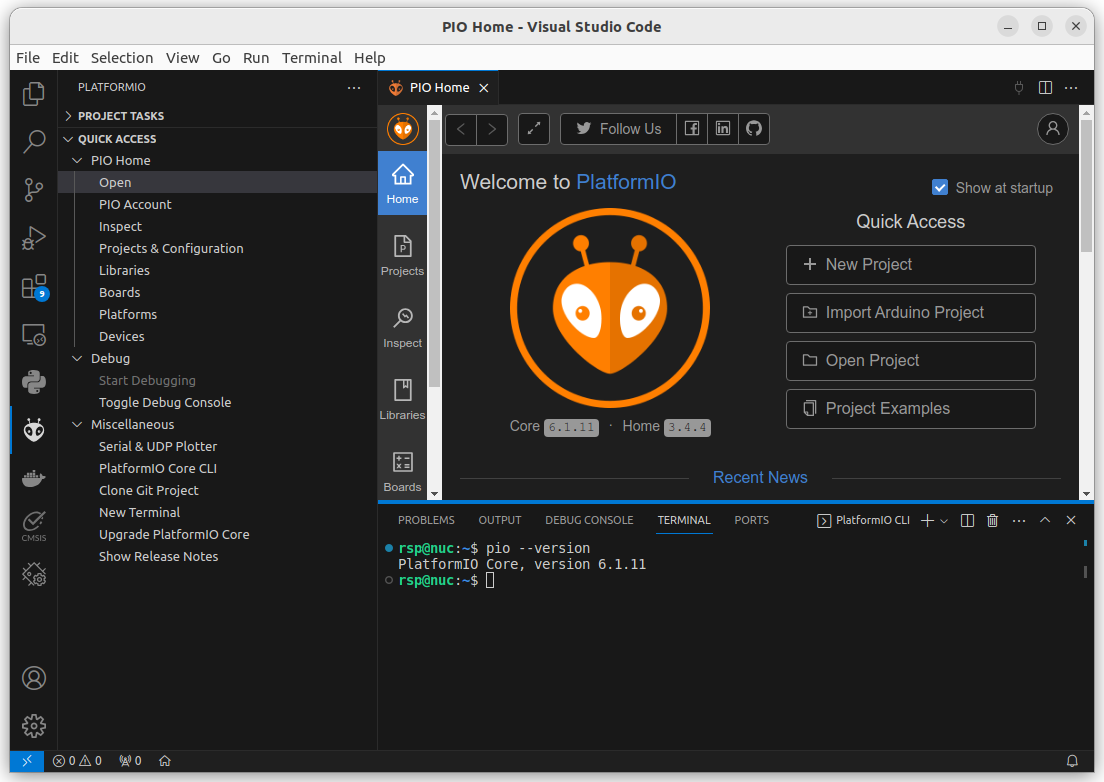 PIO Home - Visual Studio Code
File Edit Selection View Go Run Terminal Help
PLATFORMIO
PROJECT TASKS
QUICK ACCESS
PIO Home
Open
PIO Account
Inspect
Projects & Configuration
Libraries
Boards
Platforms
Devices
Debug
Start Debugging
Toggle Debug Console
Miscellaneous
Serial & UDP Plotter
PlatformIO Core CLI
Clone Git Project
New Terminal
Upgrade PlatformIO Core
Show Release Notes
9
CMSIS
PIO Home
Follow Us
Home
Projects
Inspect
Libraries
Boards
Welcome to PlatformIO
Show at startup
Core 6.1.11 · Home 3.4.4
Quick Access
New Project
Import Arduino Project
Open Project
Project Examples
Recent News
PROBLEMS OUTPUT DEBUG CONSOLE TERMINAL PORTS PlatformIO CLI
rsp@nuc:~$ pio --version
PlatformIO Core, version 6.1.11
rsp@nuc:~$
0 0 0